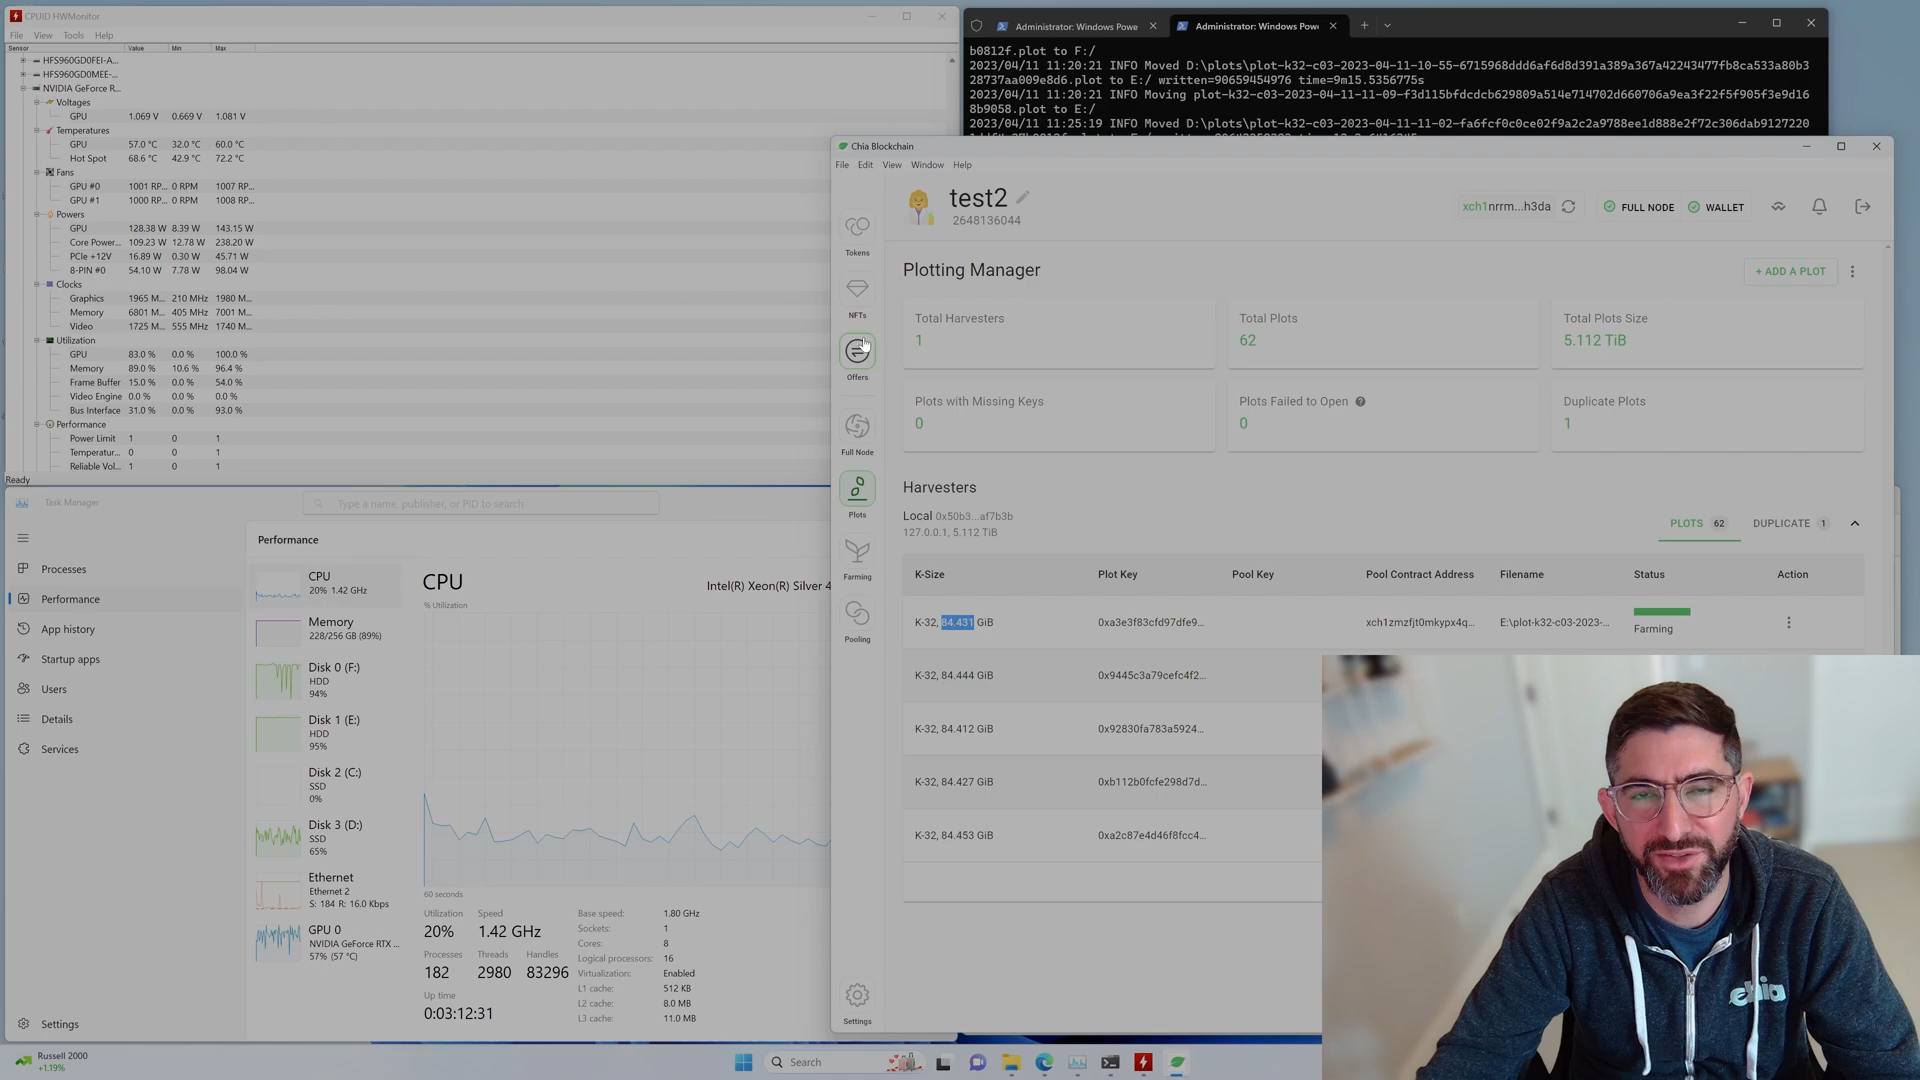 CPUID HWMonitor
File Edit View Tools Help
Sensor Value Min Max
HFS960GD0FEI-A...
HFS960GD0MEE-...
NVIDIA GeForce R...
Voltages
GPU 1.069 V 0.669 V 1.081 V
Temperatures
GPU 57.0 °C 32.0 °C 60.0 °C
Hot Spot 68.6 °C 42.9 °C 72.2 °C
Fans
GPU #0 1001 RP... 0 RPM 1007 RP...
GPU #1 1000 RP... 0 RPM 1008 RP...
Powers
GPU 128.38 W 8.39 W 143.15 W
Core Power... 109.23 W 12.78 W 238.20 W
PCIe +12V 16.89 W 0.30 W 45.71 W
8-PIN #0 54.10 W 7.78 W 98.04 W
Clocks
Graphics 1965 M... 210 MHz 1980 M...
Memory 6801 M... 405 MHz 7001 M...
Video 1725 M... 555 MHz 1740 M...
Utilization
GPU 83.0 % 0.0 % 100.0 %
Memory 89.0 % 10.6 % 96.4 %
Frame Buffer 15.0 % 0.0 % 54.0 %
Video Engine 0.0 % 0.0 % 0.0 %
Bus Interface 31.0 % 0.0 % 93.0 %
Performance
Power Limit 1 0 1
Temperatur... 0 0 1
Reliable Vol... 1 0 1
Ready
Administrator: Windows Powe
Administrator: Windows Powe
b0812f.plot to F:/
2023/04/11 11:20:21 INFO Moved D:\plots\plot-k32-c03-2023-04-11-10-55-6715968ddd6af6d8d391a389a367a42243477fb8ca533a80b3
28737aa009e8d6.plot to E:/ written=90659454976 time=9m15.5356775s
2023/04/11 11:20:21 INFO Moving plot-k32-c03-2023-04-11-11-09-f3d115bfdcdcb629809a514e714702d660706a9ea3f22f5f905f3e9d16
8b9058.plot to E:/
2023/04/11 11:25:19 INFO Moved D:\plots\plot-k32-c03-2023-04-11-11-02-fa6fcf0c0ce02f9a2c2a9788ee1d888e2f72c306dab9127220
Chia Blockchain
File Edit View Window Help
test2
2648136044
xch1nrrm...h3da
FULL NODE
WALLET
Tokens
NFTs
Offers
Full Node
Plots
Farming
Pooling
Settings
Plotting Manager
+ ADD A PLOT
Total Harvesters
1
Total Plots
62
Total Plots Size
5.112 TiB
Plots with Missing Keys
0
Plots Failed to Open
0
Duplicate Plots
1
Harvesters
Local 0x50b3...af7b3b
127.0.0.1, 5.112 TiB
PLOTS 62
DUPLICATE 1
K-Size Plot Key Pool Key Pool Contract Address Filename Status Action
K-32, 84.431 GiB 0xa3e3f83cfd97dfe9... xch1zmzfjt0mkypx4q... E:\plot-k32-c03-2023-... Farming
K-32, 84.444 GiB 0x9445c3a79cefc4f2...
K-32, 84.412 GiB 0x92830fa783a5924...
K-32, 84.427 GiB 0xb112b0fcfe298d7d...
K-32, 84.453 GiB 0xa2c87e4d46f8fcc4...
Task Manager
Type a name, publisher, or PID to search
Processes
Performance
App history
Startup apps
Users
Details
Services
Settings
Performance
CPU
20% 1.42 GHz
Memory
228/256 GB (89%)
Disk 0 (F:)
HDD
94%
Disk 1 (E:)
HDD
95%
Disk 2 (C:)
SSD
0%
Disk 3 (D:)
SSD
65%
Ethernet
Ethernet 2
S: 184 R: 16.0 Kbps
GPU 0
NVIDIA GeForce RTX ...
57% (57 °C)
CPU
Intel(R) Xeon(R) Silver 4
% Utilization
60 seconds
Utilization Speed
20% 1.42 GHz
Processes Threads Handles
182 2980 83296
Up time
0:03:12:31
Base speed: 1.80 GHz
Sockets: 1
Cores: 8
Logical processors: 16
Virtualization: Enabled
L1 cache: 512 KB
L2 cache: 8.0 MB
L3 cache: 11.0 MB
Russell 2000
+1.19%
Search
chia